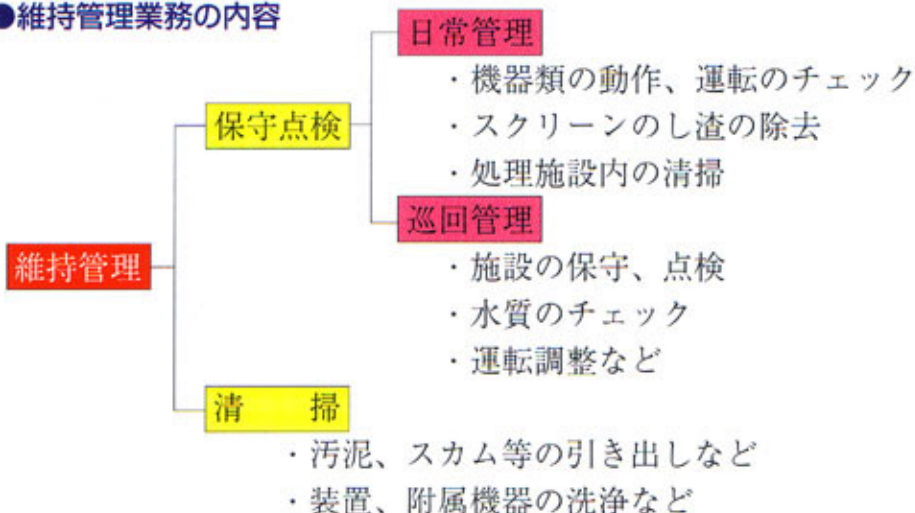 ●維持管理業務の内容
日常管理
・機器類の動作、運転のチェック
保守点検
・スクリーンのし渣の除去
・処理施設内の清掃
巡回管理
維持管理
・施設の保守、点検
・水質のチェック
・運転調整など
清　掃
・汚泥、スカム等の引き出しなど
・装置、附属機器の洗浄など